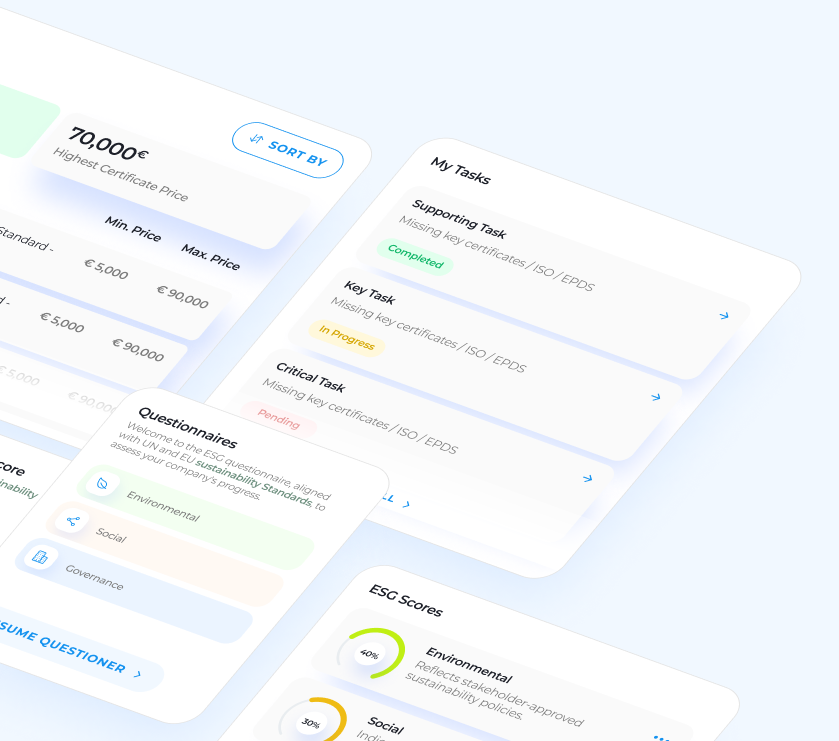 70,000€
Highest Certificate Price
SORT BY
Min. Price Max. Price
Standard - € 5,000 € 90,000
- € 5,000 € 90,000
€ 5,000 € 90,000
My Tasks
Supporting Task
Missing key certificates / ISO / EPDS
Completed
Key Task
Missing key certificates / ISO / EPDS
In Progress
Critical Task
Missing key certificates / ISO / EPDS
Pending
Questionnaires
Welcome to the ESG questionnaire, aligned
with UN and EU sustainability Standards, to
assess your company's progress.
Environmental
Social
Governance
SUME QUESTIONER
ESG Scores
40%
Environmental
Reflects stakeholder-approved
sustainability policies.
30%
Social